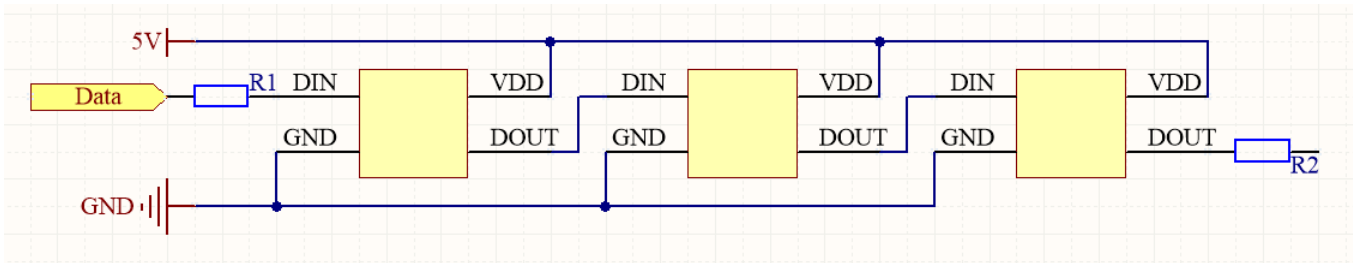 5V
Data
R1
DIN
VDD
DIN
VDD
DIN
VDD
GND
DOUT
GND
DOUT
GND
DOUT
R2
GND